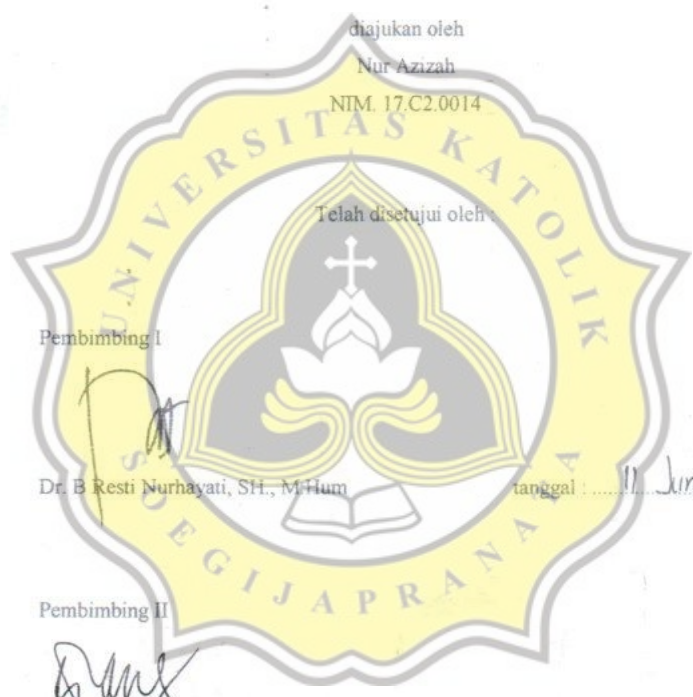 diajukan oleh
Nur Azizah
NIM. 17.C2.0014
UNIVERSITAS KATOLIK
SOEGIJAPRANATA
Telah disetujui oleh :
Pembimbing I
Dr. B Resti Nurhayati, SH., M.Hum tanggal : ...... 11
Pembimbing II